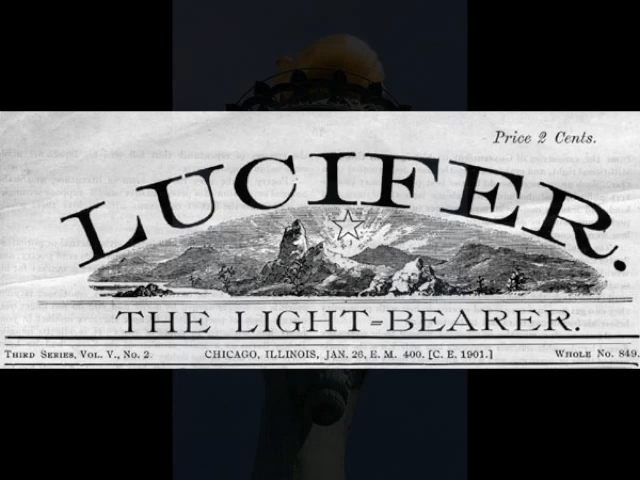 Price 2 Cents.
LUCIFER.
THE LIGHT=BEARER.
THIRD SERIES, VOL. V., No. 2. CHICAGO, ILLINOIS, JAN. 26, E. M. 400. [C. E. 1901.] WHOLE No. 849.